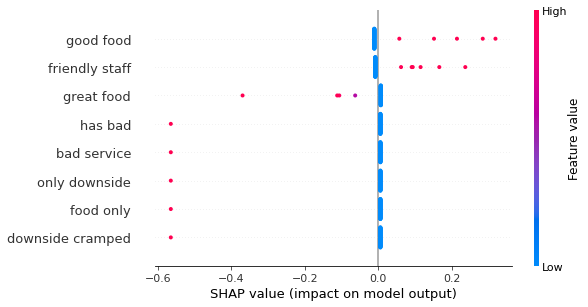 High
good food
friendly staff
great food
has bad
bad service
only downside
food only
downside cramped
Feature value
Low
−0.6 −0.4 −0.2 0.0 0.2
SHAP value (impact on model output)